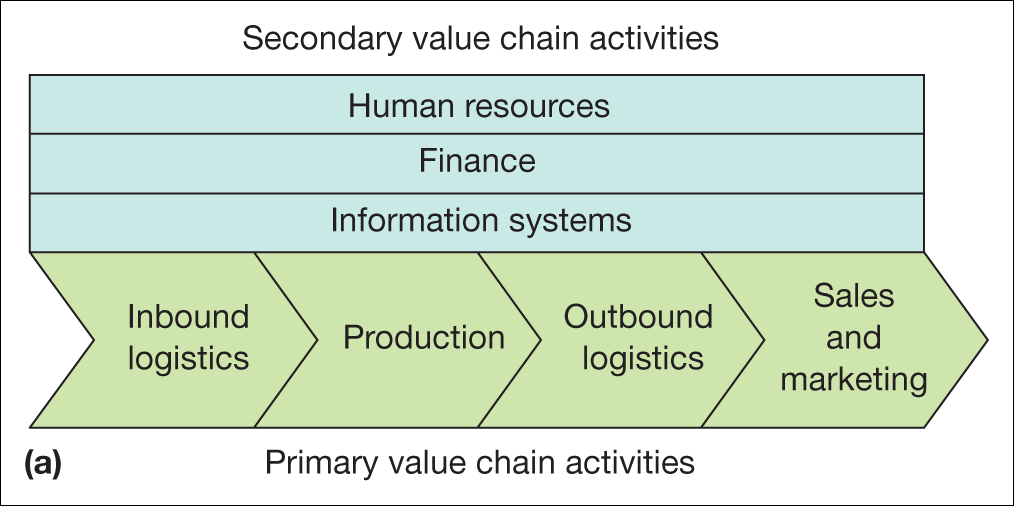 Secondary value chain activities
Human resources
Finance
Information systems
Inbound
logistics
Production
Outbound
logistics
Sales
and
marketing
(a)
Primary value chain activities